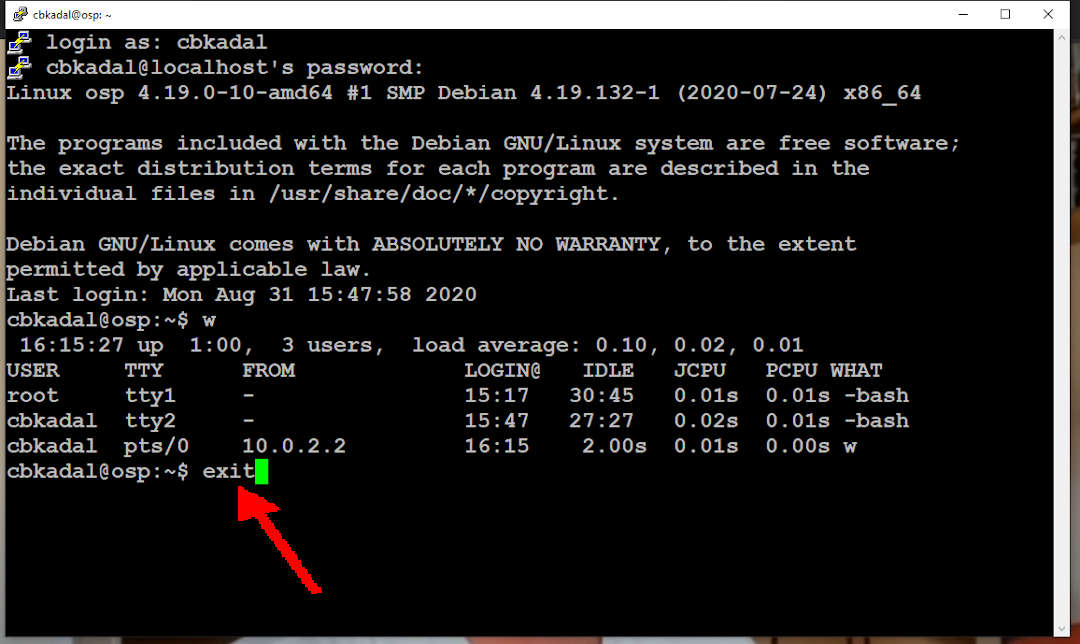 cbkadal@osp: ~
login as: cbkadal
cbkadal@localhost's password:
Linux osp 4.19.0-10-amd64 #1 SMP Debian 4.19.132-1 (2020-07-24) x86_64
The programs included with the Debian GNU/Linux system are free software;
the exact distribution terms for each program are described in the
individual files in /usr/share/doc/*/copyright.
Debian GNU/Linux comes with ABSOLUTELY NO WARRANTY, to the extent
permitted by applicable law.
Last login: Mon Aug 31 15:47:58 2020
cbkadal@osp:~$ w
 16:15:27 up  1:00,  3 users,  load average: 0.10, 0.02, 0.01
USER     TTY      FROM             LOGIN@   IDLE   JCPU   PCPU WHAT
root     tty1     -                15:17   30:45   0.01s  0.01s -bash
cbkadal  tty2     -                15:47   27:27   0.02s  0.01s -bash
cbkadal  pts/0    10.0.2.2         16:15    2.00s  0.01s  0.00s w
cbkadal@osp:~$ exit